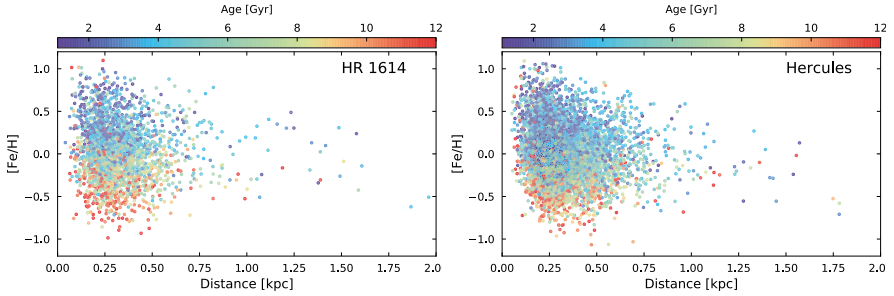 Age [Gyr] Age [Gyr]
2 4 6 8 10 12 2 4 6 8 10 12
HR 1614 Hercules
1.0 1.0
0.5 0.5
0.0 0.0
−0.5 −0.5
−1.0 −1.0
[Fe/H] [Fe/H]
0.00 0.25 0.50 0.75 1.00 1.25 1.50 1.75 2.0 0.00 0.25 0.50 0.75 1.00 1.25 1.50 1.75 2.0
Distance [kpc] Distance [kpc]